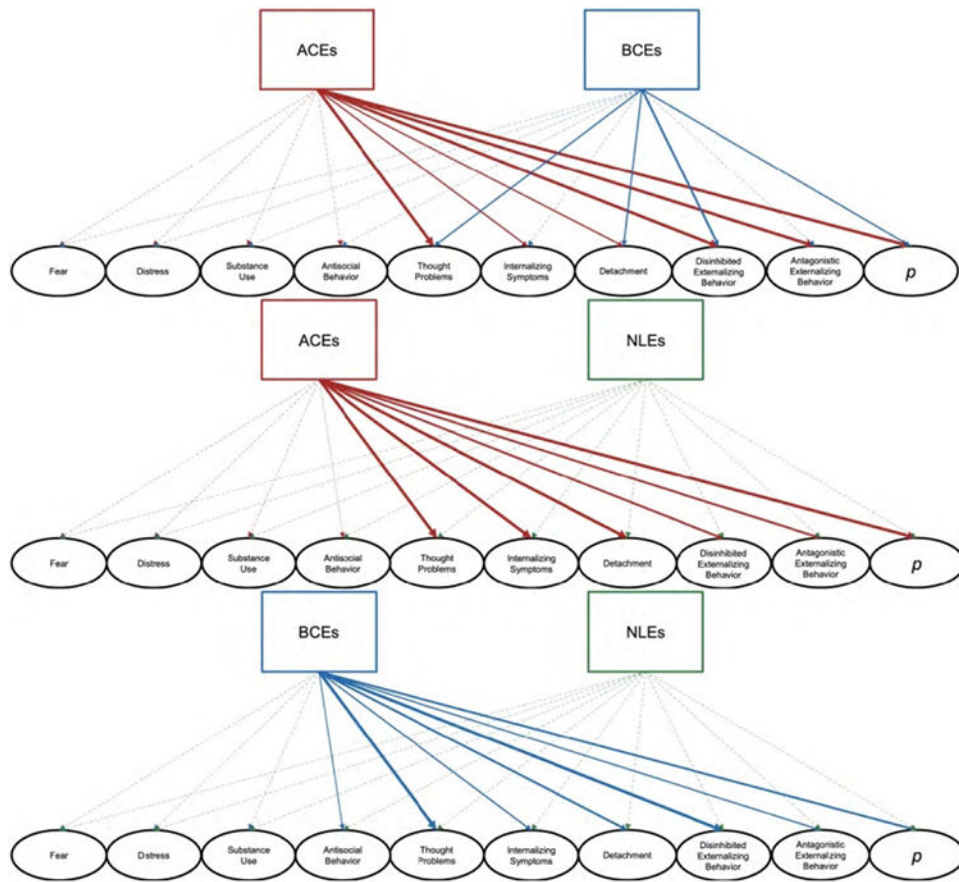 ACEs
BCEs
Fear
Distress
Substance
Use
Antisocial
Behavior
Thought
Problems
Internalizing
Symptoms
Detachment
Disinhibited
Externalizing
Behavior
Antagonistic
Externalizing
Behavior
p
ACEs
NLEs
Fear
Distress
Substance
Use
Antisocial
Behavior
Thought
Problems
Internalizing
Symptoms
Detachment
Disinhibited
Externalizing
Behavior
Antagonistic
Externalizing
Behavior
p
BCEs
NLEs
Fear
Distress
Substance
Use
Antisocial
Behavior
Thought
Problems
Internalizing
Symptoms
Detachment
Disinhibited
Externalizing
Behavior
Antagonistic
Externalizing
Behavior
p